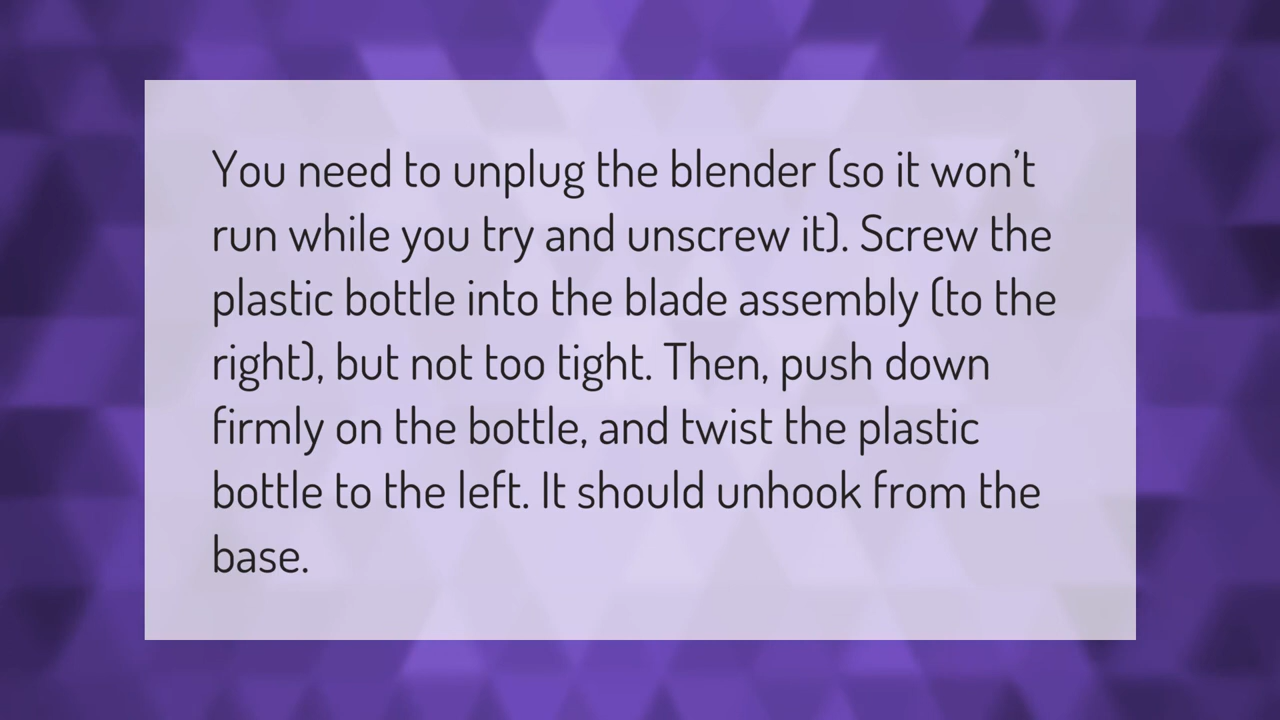 You need to unplug the blender (so it won’t
run while you try and unscrew it). Screw the
plastic bottle into the blade assembly (to the
right), but not too tight. Then, push down
firmly on the bottle, and twist the plastic
bottle to the left. It should unhook from the
base.